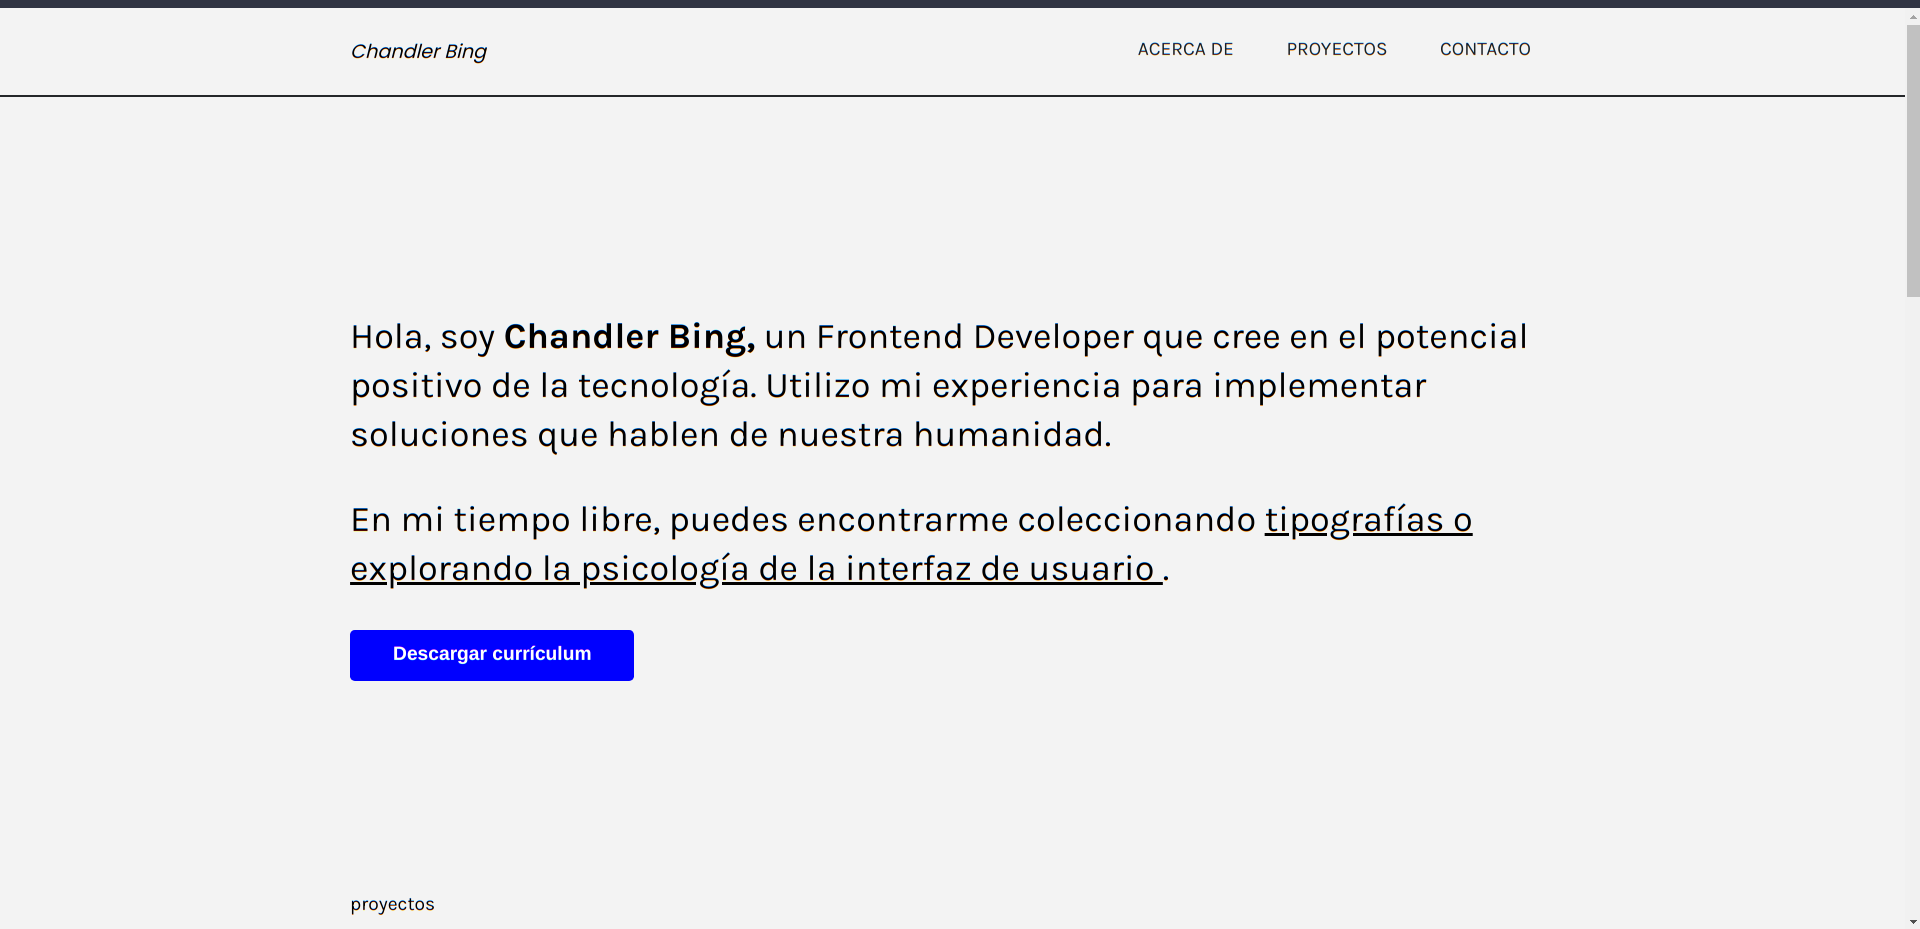 Chandler Bing
ACERCA DE PROYECTOS CONTACTO
Hola, soy Chandler Bing, un Frontend Developer que cree en el potencial
positivo de la tecnología. Utilizo mi experiencia para implementar
soluciones que hablen de nuestra humanidad.
En mi tiempo libre, puedes encontrarme coleccionando tipografías o
explorando la psicología de la interfaz de usuario .
Descargar currículum
proyectos